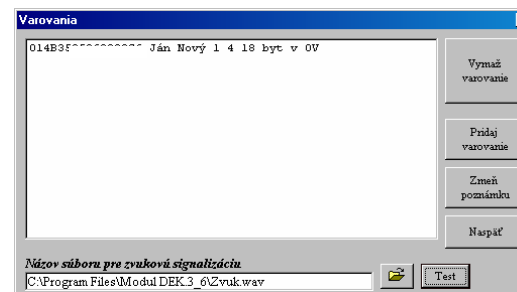 Varovania
Ján Nový 1 4 18 byt v 0V
Vymaž
varovanie
Pridaj
varovanie
Zmeň
poznámku
Naspäť
Názov súboru pre zvukovú signalizáciu
C:\Program Files\Modul DEK.3_6\Zvuk.wav
Test